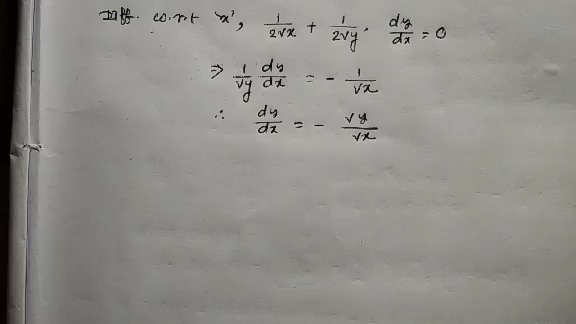 Diff. w.r.t 'x', 1/2√x + 1/2√y . dy/dx = 0
⇒ 1/√y dy/dx = - 1/√x
∴ dy/dx = - √y/√x